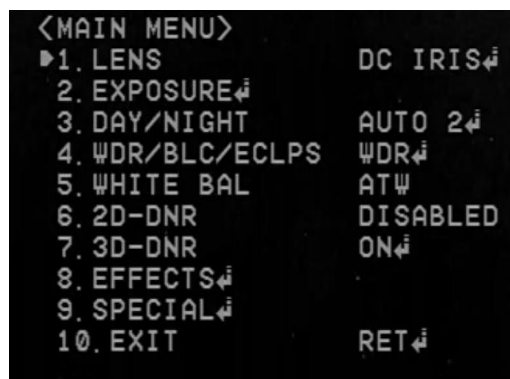 <MAIN MENU>
1. LENS DC IRIS↲
2. EXPOSURE↲
3. DAY/NIGHT AUTO 2↲
4. WDR/BLC/ECLPS WDR↲
5. WHITE BAL ATW
6. 2D-DNR DISABLED
7. 3D-DNR ON↲
8. EFFECTS↲
9. SPECIAL↲
10. EXIT RET↲